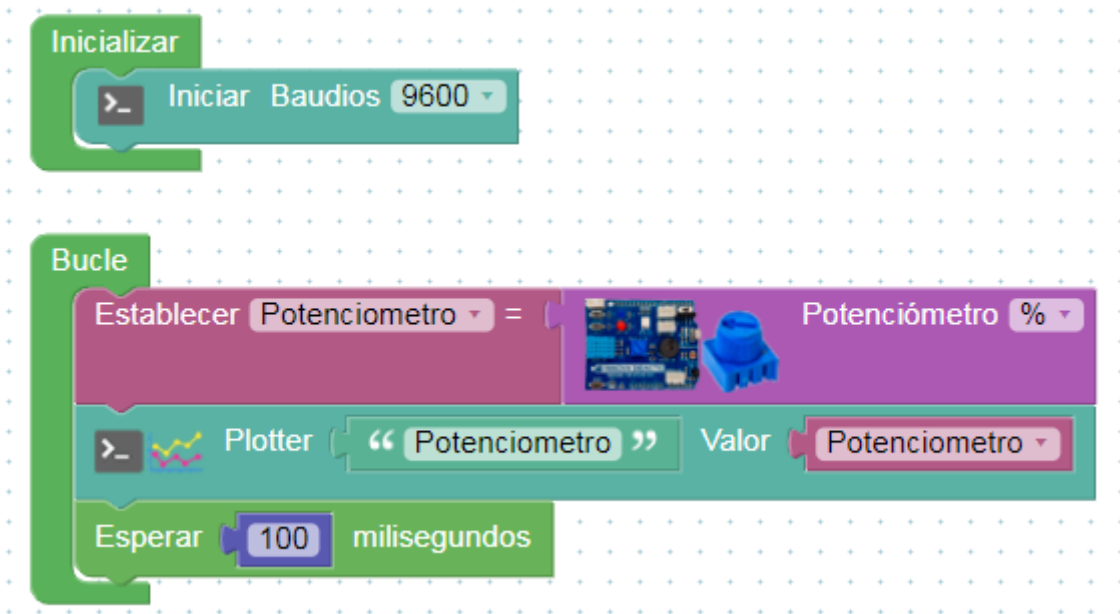 Inicializar
>_ Iniciar Baudios 9600
Bucle
Establecer Potenciometro = Potenciómetro %
>_ Plotter “ Potenciometro ” Valor Potenciometro
Esperar 100 milisegundos